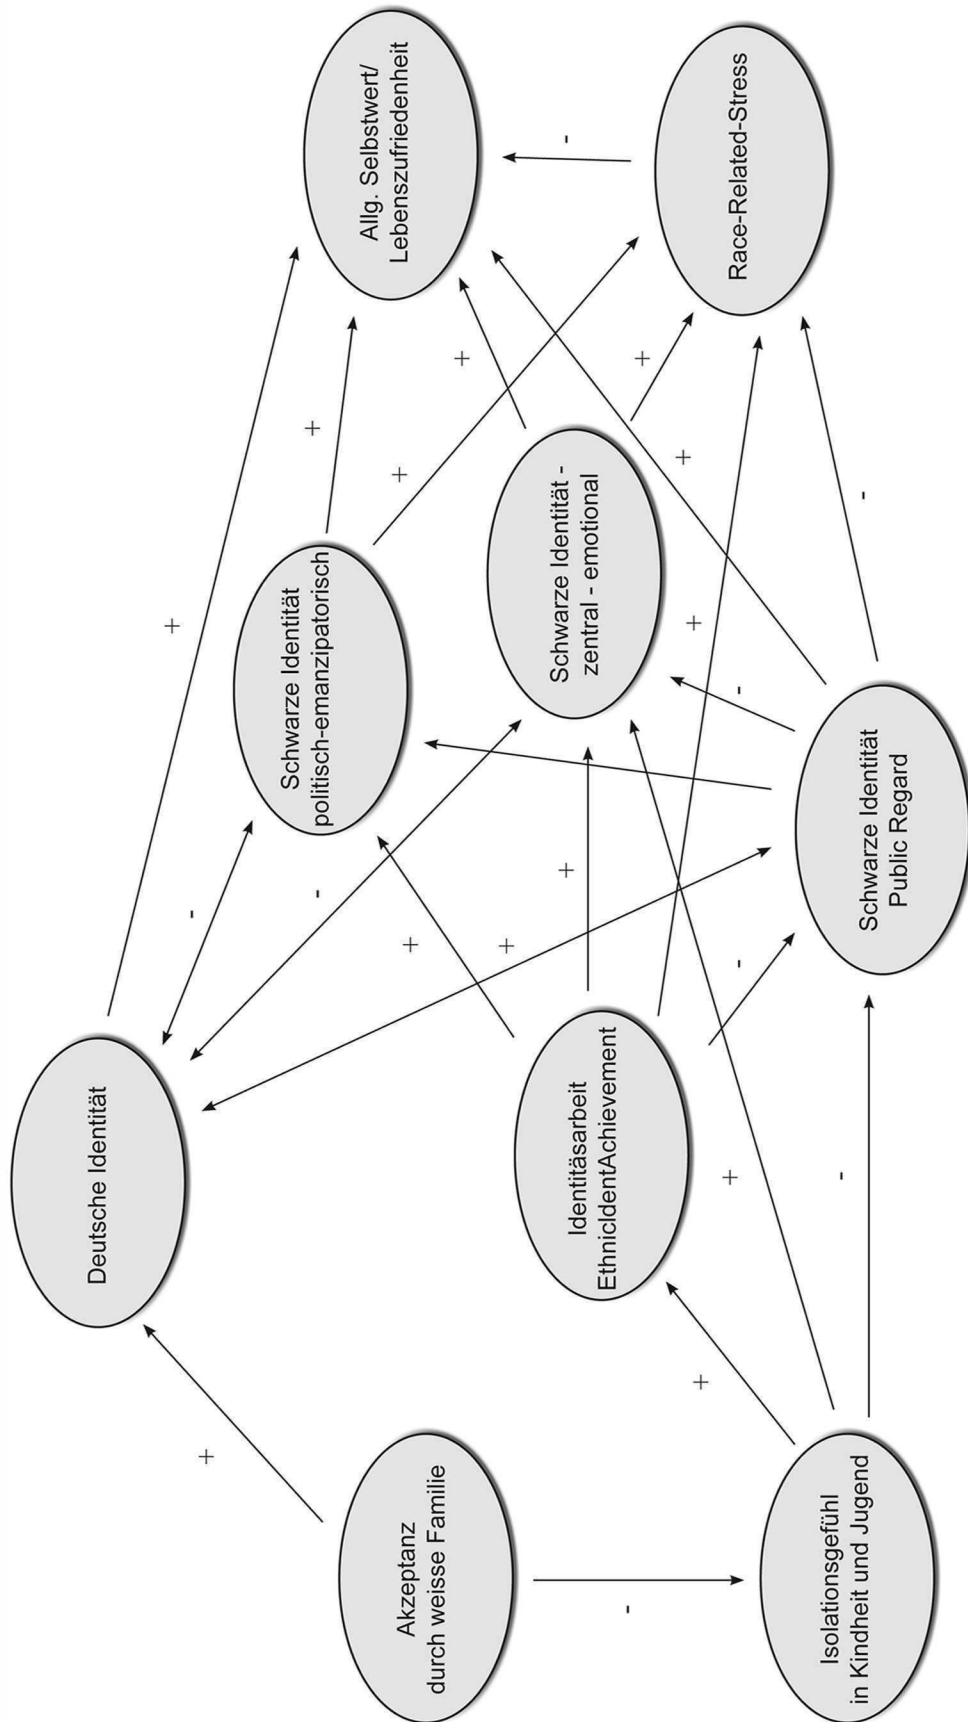 Deutsche Identität
Akzeptanz
durch weisse Familie
Isolationsgefühl
in Kindheit und Jugend
Identitäsarbeit
EthnicIdentAchievement
Schwarze Identität
politisch-emanzipatorisch
Schwarze Identität -
zentral - emotional
Schwarze Identität
Public Regard
Allg. Selbstwert/
Lebenszufriedenheit
Race-Related-Stress
+
-
+
-
+
+
+
-
+
-
-
+
+
-
+
+
+
+
+
-
-